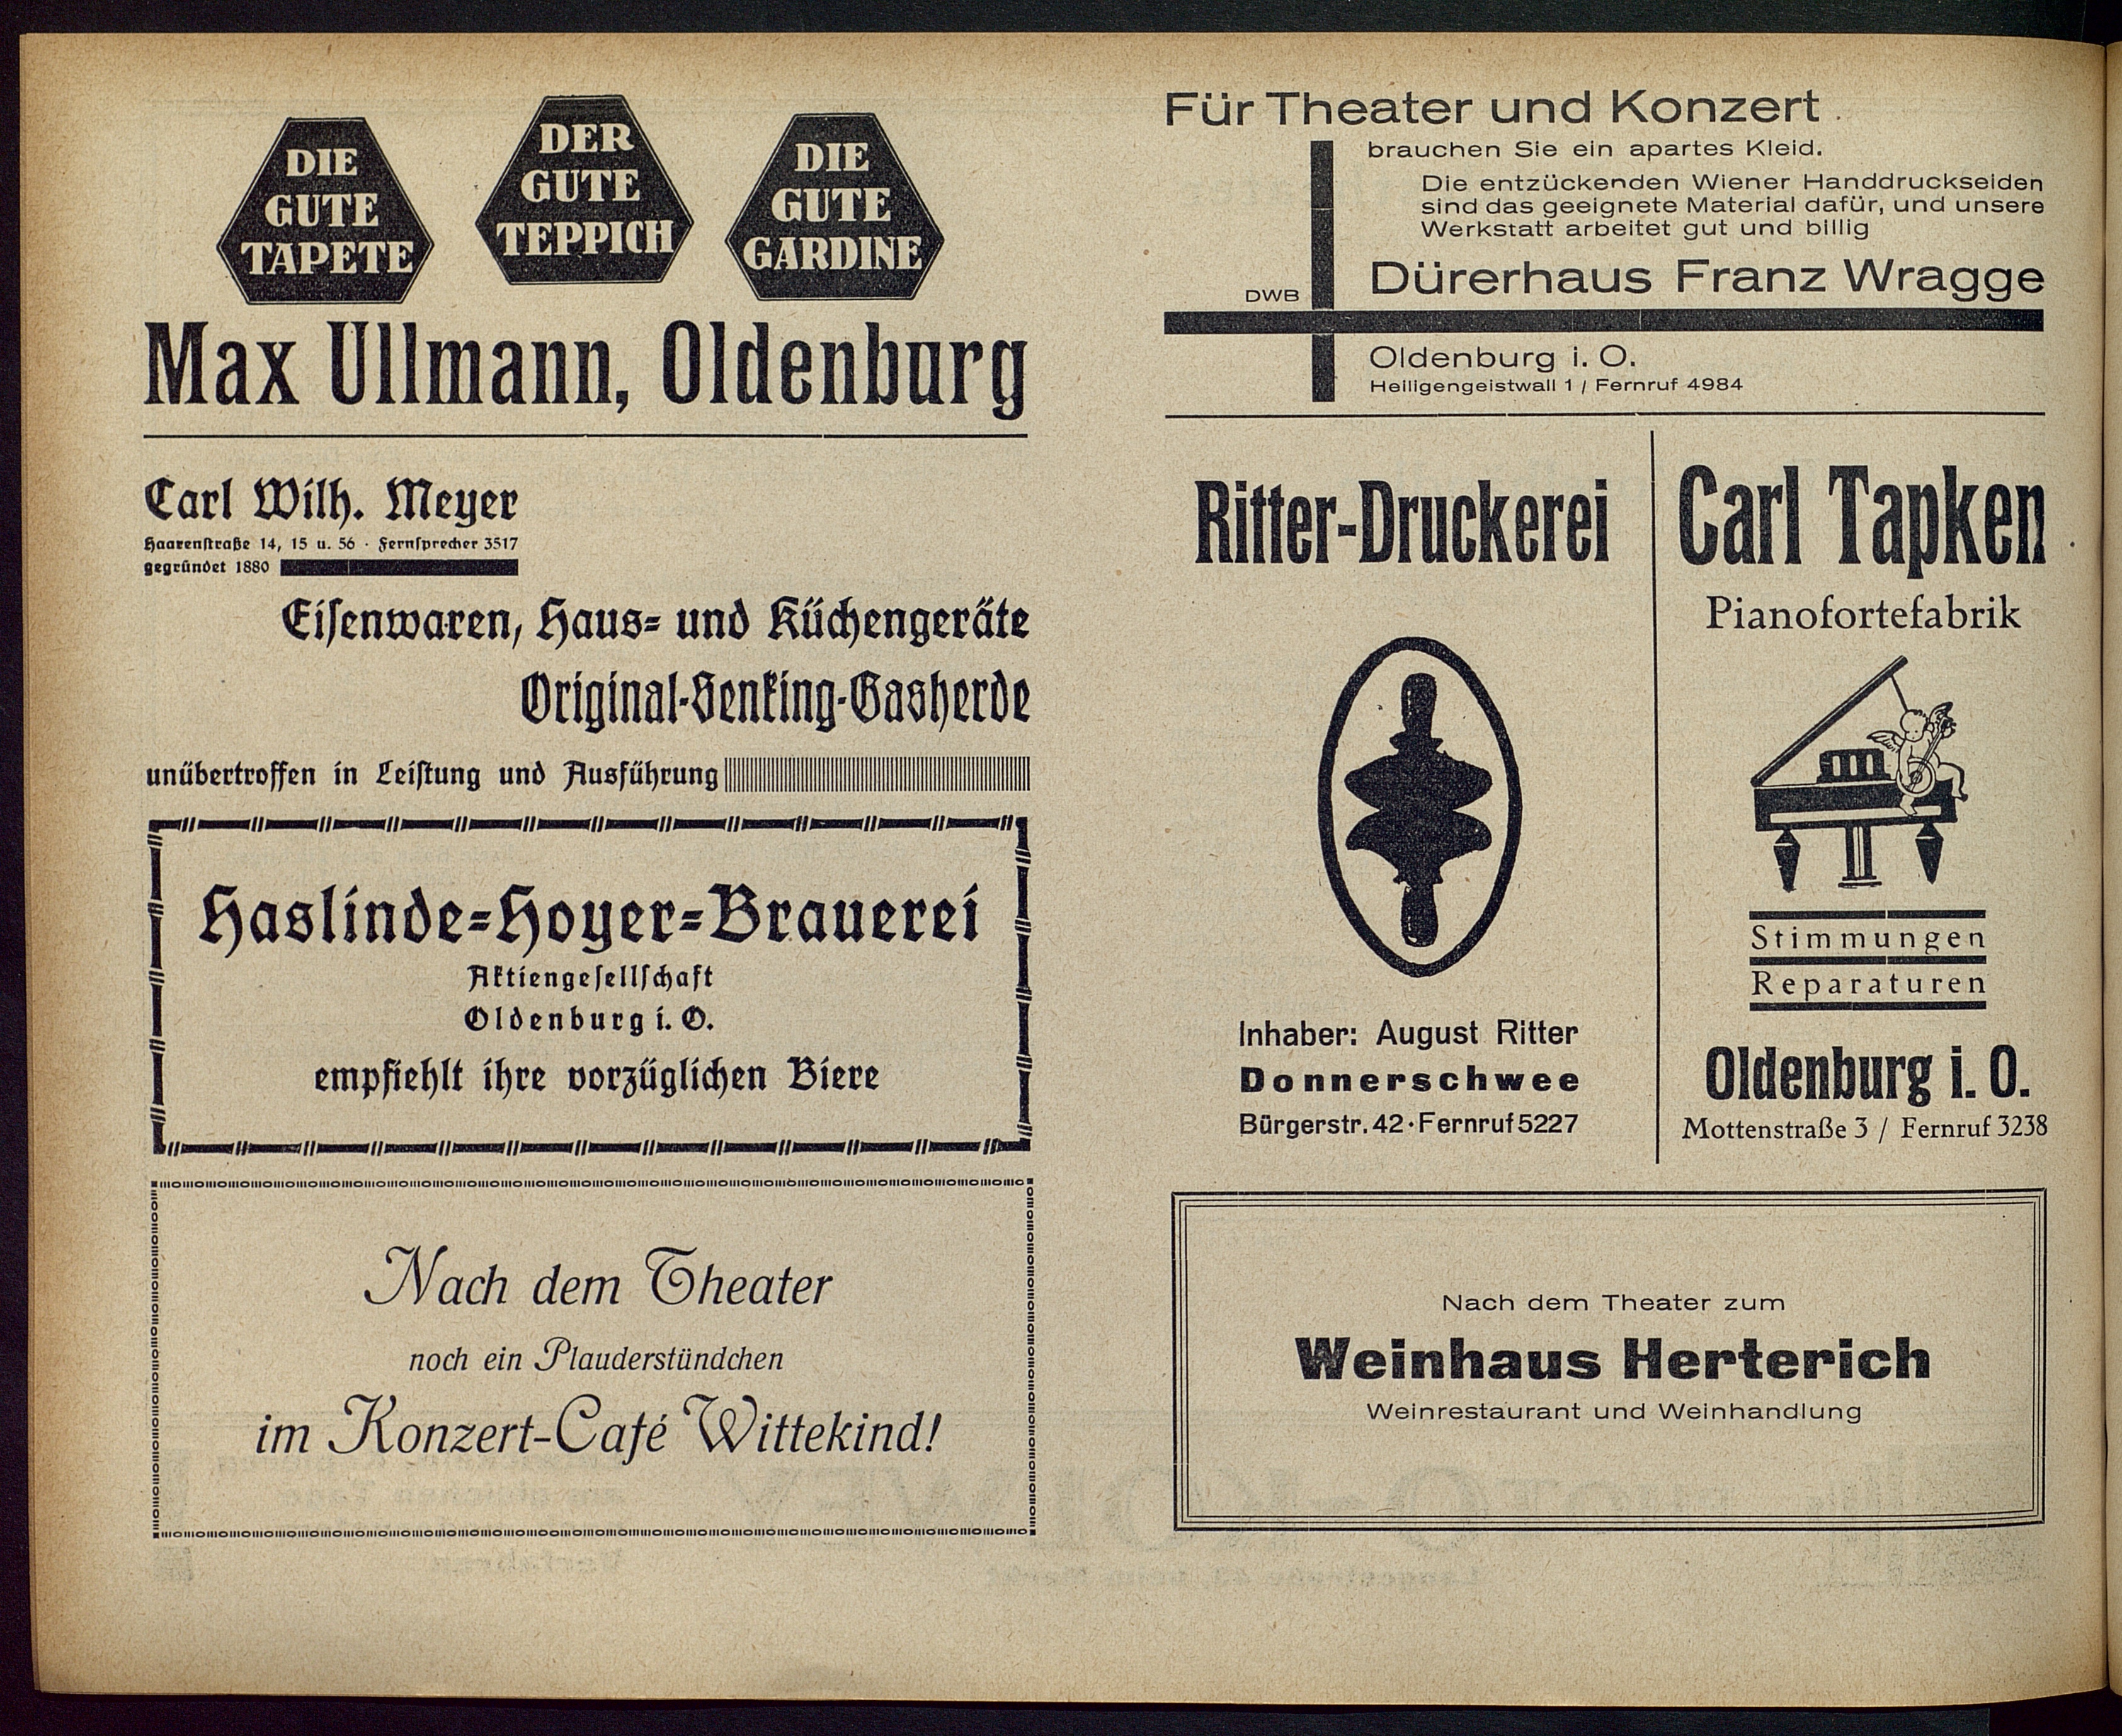 DIE
GUTE
TAPETE
DER
GUTE
TEPPICH
DIE
GUTE
GARDINE
Max Ullmann, Oldenburg
Carl Wilh. Meyer
Haarenſtraße 14, 15 u. 56 · Fernſprecher 3517
gegründet 1880
Eiſenwaren, Haus- und Küchengeräte
Original-Senking-Gasherde
unübertroffen in Leiſtung und Ausführung
Haslinde-Hoyer-Brauerei
Aktiengeſellſchaft
Oldenburg i. O.
empfiehlt ihre vorzüglichen Biere
Nach dem Theater
noch ein Plauderstündchen
im Konzert-Café Wittekind!
Für Theater und Konzert
brauchen Sie ein apartes Kleid.
Die entzückenden Wiener Handdruckseiden
sind das geeignete Material dafür, und unsere
Werkstatt arbeitet gut und billig
Dürerhaus Franz Wragge
DWB
Oldenburg i. O.
Heiligengeistwall 1 / Fernruf 4984
Ritter-Druckerei
Inhaber: August Ritter
Donnerschwee
Bürgerstr. 42 · Fernruf 5227
Carl Tapken
Pianofortefabrik
Stimmungen
Reparaturen
Oldenburg i. O.
Mottenstraße 3 / Fernruf 3238
Nach dem Theater zum
Weinhaus Herterich
Weinrestaurant und Weinhandlung